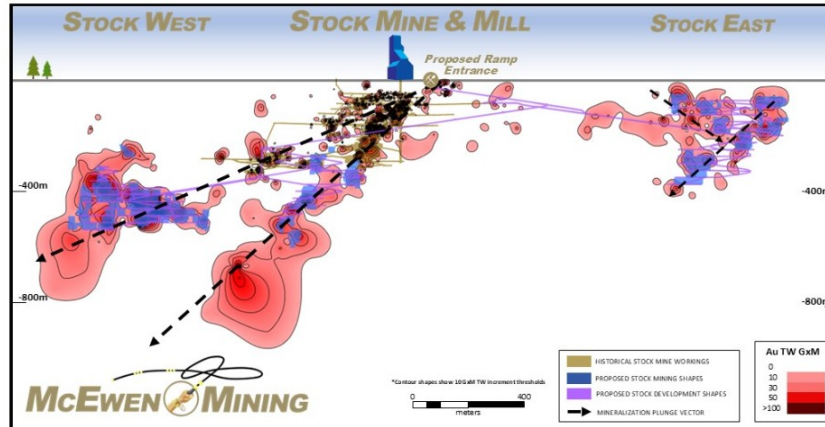 STOCK WEST
STOCK MINE & MILL
STOCK EAST
Proposed Ramp
Entrance
-400m
-400m
-800m
-800m
McEWEN MINING
*Contour shapes show 10 GxM TW increment thresholds
0
400
meters
HISTORICAL STOCK MINE WORKINGS
PROPOSED STOCK MINING SHAPES
PROPOSED STOCK DEVELOPMENT SHAPES
MINERALIZATION PLUNGE VECTOR
Au TW GxM
0
10
30
50
>100